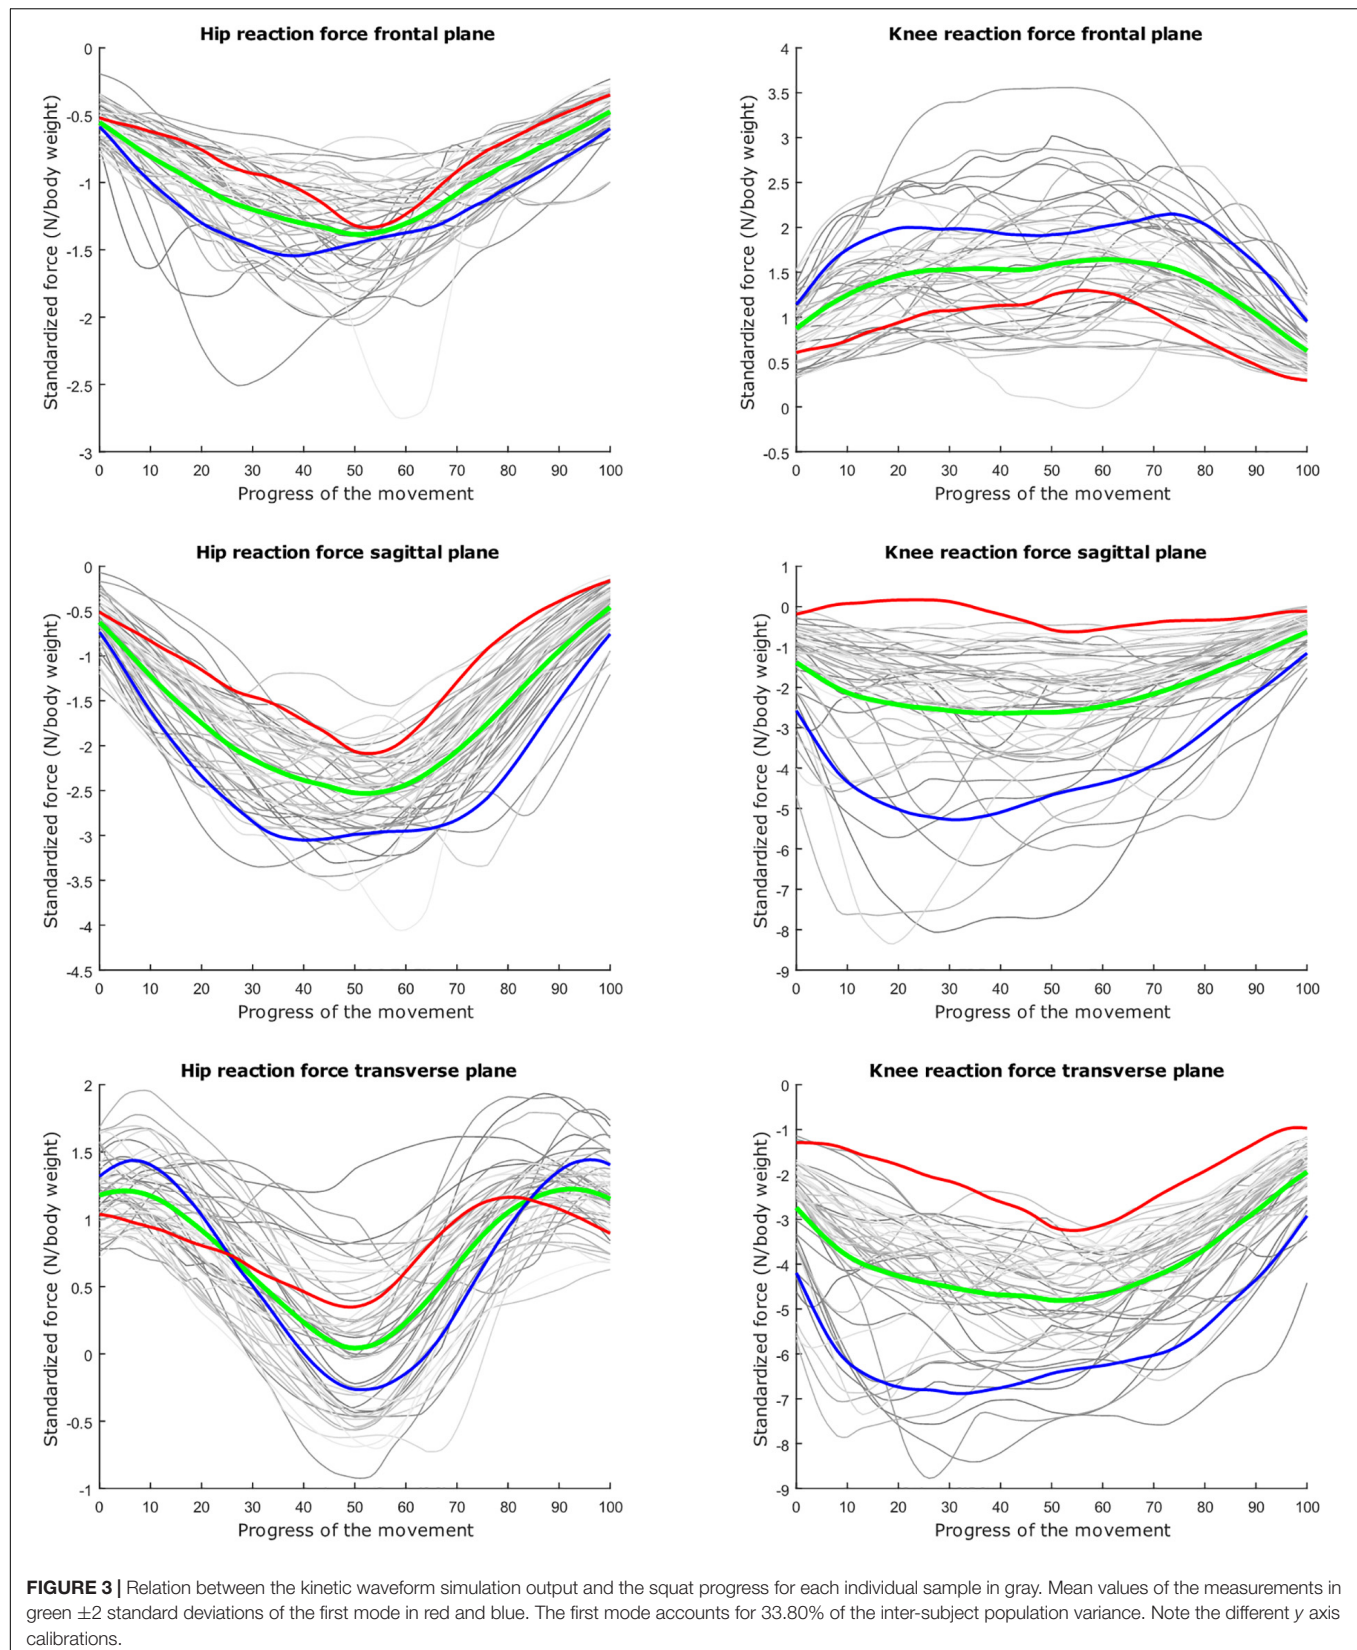 Hip reaction force frontal plane
Standardized force (N/body weight)
0
-0.5
-1
-1.5
-2
-2.5
-3
0 10 20 30 40 50 60 70 80 90 100
Progress of the movement
Knee reaction force frontal plane
Standardized force (N/body weight)
4
3.5
3
2.5
2
1.5
1
0.5
0
-0.5
0 10 20 30 40 50 60 70 80 90 100
Progress of the movement
Hip reaction force sagittal plane
Standardized force (N/body weight)
0
-0.5
-1
-1.5
-2
-2.5
-3
-3.5
-4
-4.5
0 10 20 30 40 50 60 70 80 90 100
Progress of the movement
Knee reaction force sagittal plane
Standardized force (N/body weight)
1
0
-1
-2
-3
-4
-5
-6
-7
-8
-9
0 10 20 30 40 50 60 70 80 90 100
Progress of the movement
Hip reaction force transverse plane
Standardized force (N/body weight)
2
1.5
1
0.5
0
-0.5
-1
0 10 20 30 40 50 60 70 80 90 100
Progress of the movement
Knee reaction force transverse plane
Standardized force (N/body weight)
0
-1
-2
-3
-4
-5
-6
-7
-8
-9
0 10 20 30 40 50 60 70 80 90 100
Progress of the movement
FIGURE 3 | Relation between the kinetic waveform simulation output and the squat progress for each individual sample in gray. Mean values of the measurements in
green ±2 standard deviations of the first mode in red and blue. The first mode accounts for 33.80% of the inter-subject population variance. Note the different y axis
calibrations.